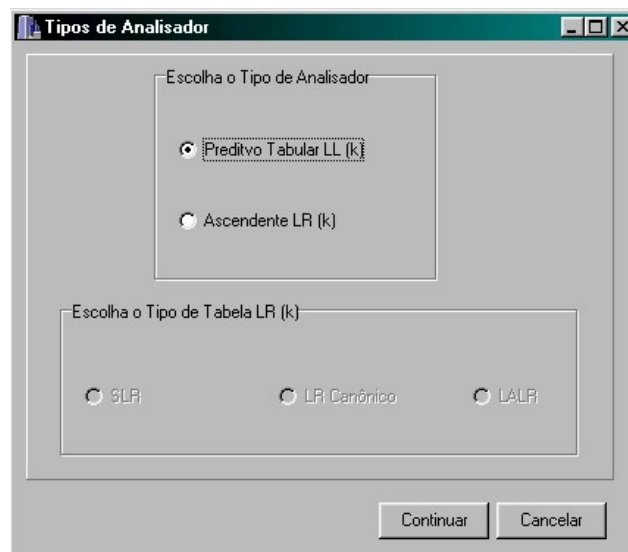 Tipos de Analisador
Escolha o Tipo de Analisador
Preditvo Tabular LL (k)
Ascendente LR (k)
Escolha o Tipo de Tabela LR (k)
SLR LR Canônico LALR
Continuar Cancelar